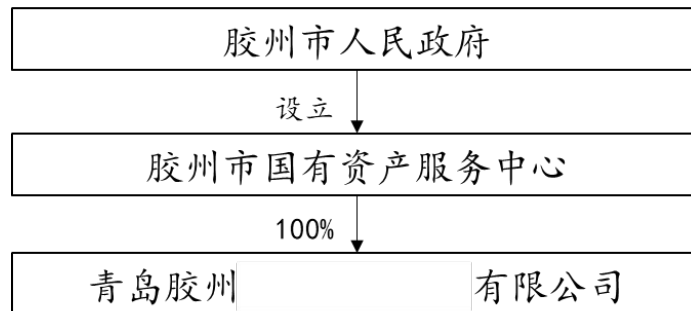 胶州市人民政府
设立
胶州市国有资产服务中心
100%
青岛胶州 有限公司